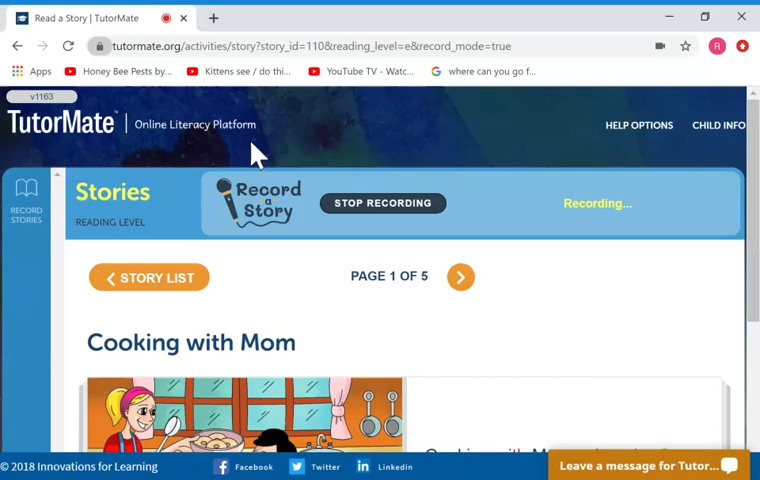 Read a Story | TutorMate
tutormate.org/activities/story?story_id=110&reading_level=e&record_mode=true
R
Apps
Honey Bee Pests by...
Kittens see / do thi...
YouTube TV - Watc...
G where can you go f...
v1163
TutorMate™ | Online Literacy Platform
HELP OPTIONS
CHILD INFO
RECORD
STORIES
Stories
READING LEVEL
Record
a
Story
STOP RECORDING
Recording...
STORY LIST
PAGE 1 OF 5
Cooking with Mom
© 2018 Innovations for Learning
Facebook
Twitter
Linkedin
Leave a message for Tutor...